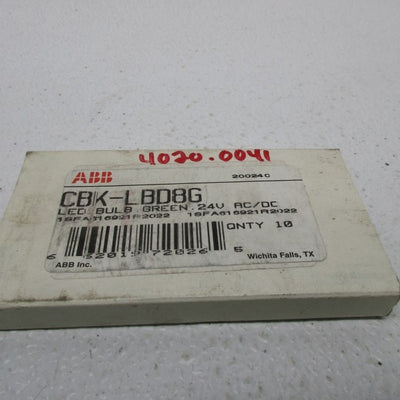 4020.0041
ABB 20024C
CBK-LBD8G
LED BULB GREEN 24V AC/DC
1SFA616921R2022 1SFA616921R2022
QNTY 10
ABB Inc. Wichita Falls, TX